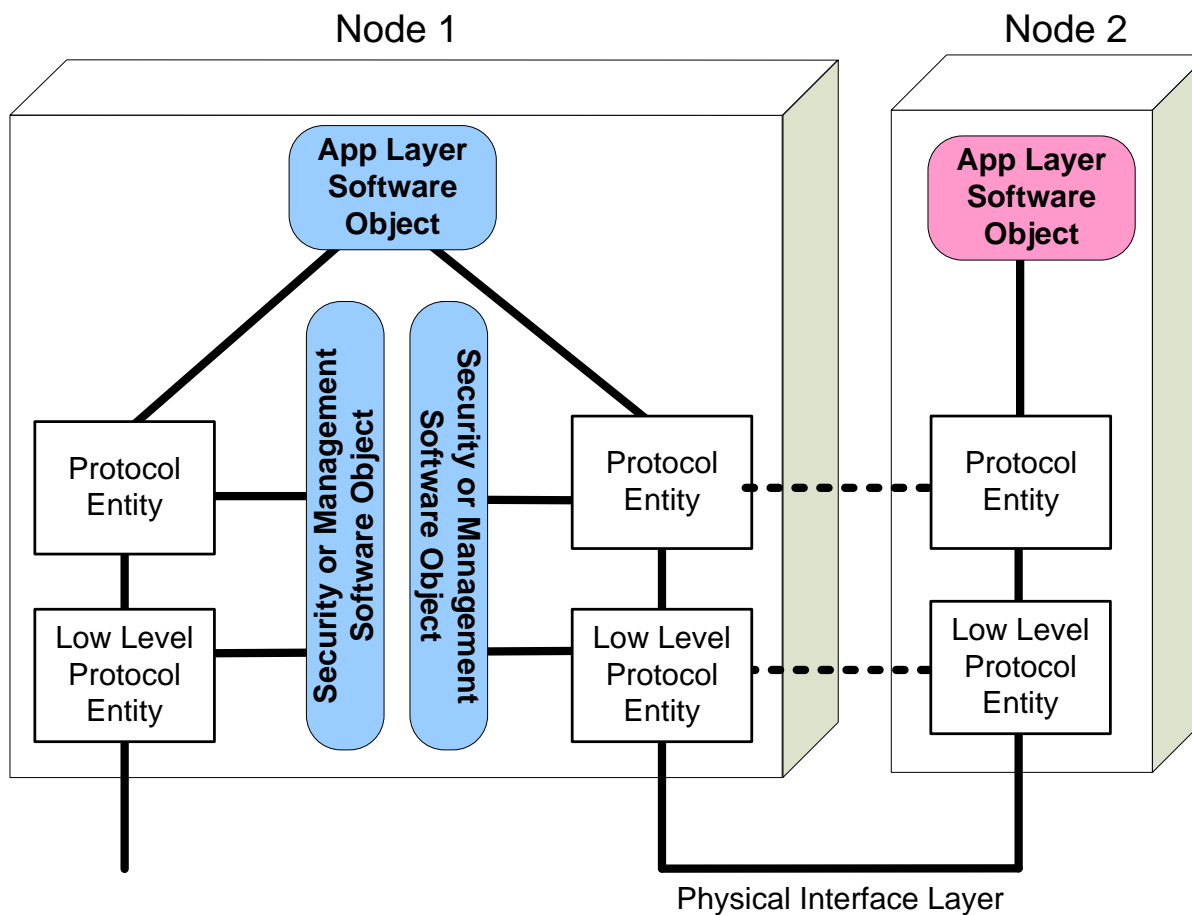 Node 1
Node 2
App Layer
Software
Object
App Layer
Software
Object
Security or Management
Software Object
Security or Management
Software Object
Protocol
Entity
Protocol
Entity
Protocol
Entity
Low Level
Protocol
Entity
Low Level
Protocol
Entity
Low Level
Protocol
Entity
Physical Interface Layer